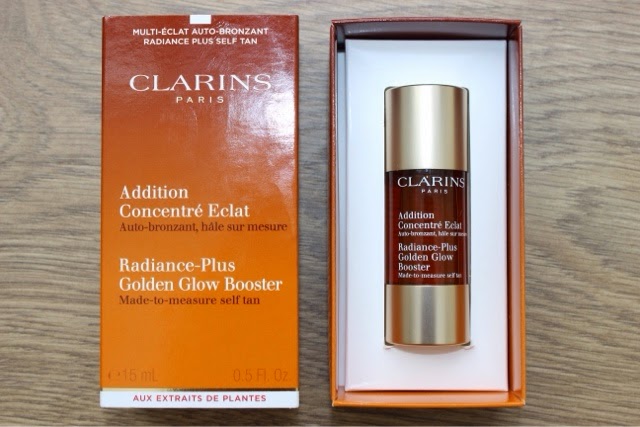 MULTI-ÉCLAT AUTO-BRONZANT
RADIANCE PLUS SELF TAN
CLARINS
PARIS
Addition
Concentré Eclat
Auto-bronzant, hâle sur mesure
Radiance-Plus
Golden Glow Booster
Made-to-measure self tan
15 mL 0.5 Fl. Oz.
AUX EXTRAITS DE PLANTES
CLARINS
PARIS
Addition
Concentré Eclat
Auto-bronzant, hâle sur mesure
Radiance-Plus
Golden Glow
Booster
Made-to-measure self tan